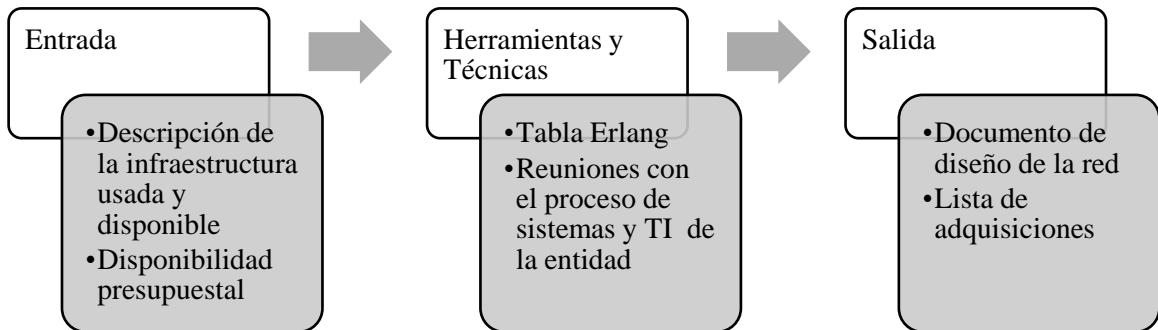 Entrada
•Descripción de
la infraestructura
usada y
disponible
•Disponibilidad
presupuestal
Herramientas y
Técnicas
•Tabla Erlang
•Reuniones con
el proceso de
sistemas y TI de
la entidad
Salida
•Documento de
diseño de la red
•Lista de
adquisiciones